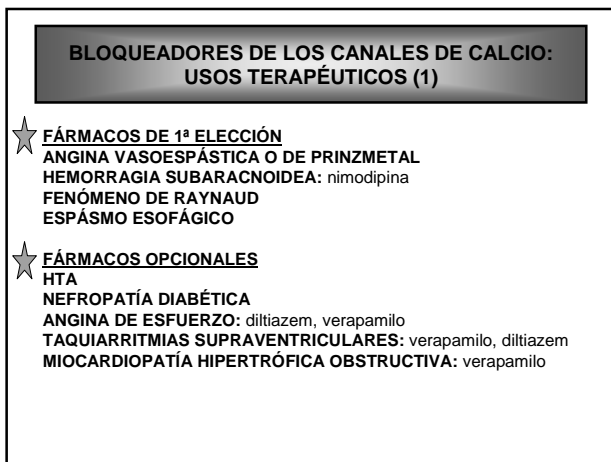 BLOQUEADORES DE LOS CANALES DE CALCIO:
USOS TERAPÉUTICOS (1)
FÁRMACOS DE 1ª ELECCIÓN
ANGINA VASOESPÁSTICA O DE PRINZMETAL
HEMORRAGIA SUBARACNOIDEA: nimodipina
FENÓMENO DE RAYNAUD
ESPÁSMO ESOFÁGICO
FÁRMACOS OPCIONALES
HTA
NEFROPATÍA DIABÉTICA
ANGINA DE ESFUERZO: diltiazem, verapamilo
TAQUIARRITMIAS SUPRAVENTRICULARES: verapamilo, diltiazem
MIOCARDIOPATÍA HIPERTRÓFICA OBSTRUCTIVA: verapamilo